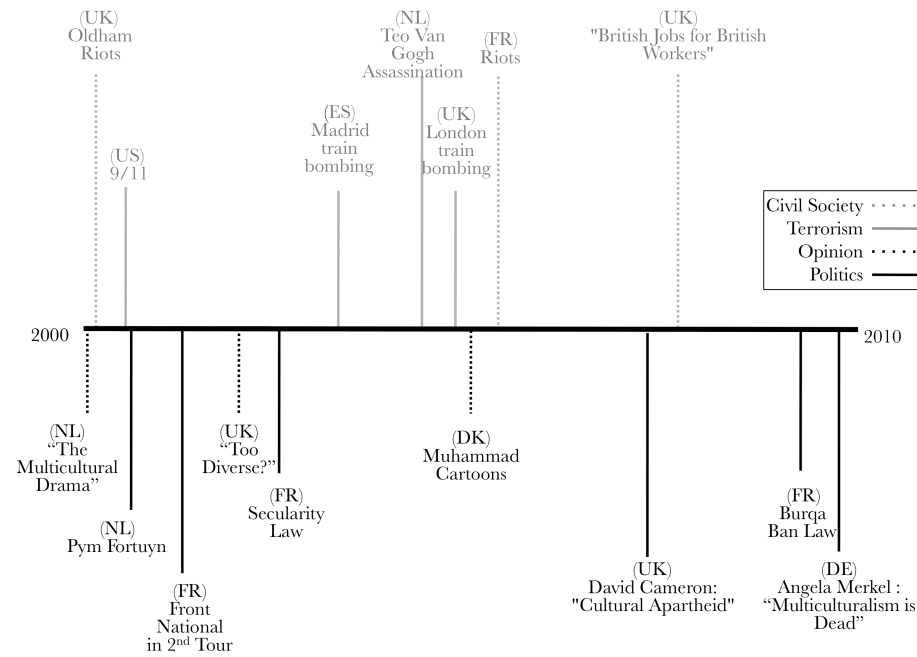 (UK)
Oldham
Riots
(US)
9/11
(ES)
Madrid
train
bombing
(NL)
Teo Van
Gogh
Assassination
(UK)
London
train
bombing
(FR)
Riots
(UK)
"British Jobs for British
Workers"
Civil Society
Terrorism
Opinion
Politics
2000
2010
(NL)
“The
Multicultural
Drama”
(NL)
Pym Fortuyn
(FR)
Front
National
in 2nd Tour
(UK)
“Too
Diverse?”
(FR)
Secularity
Law
(DK)
Muhammad
Cartoons
(UK)
David Cameron:
"Cultural Apartheid"
(FR)
Burqa
Ban Law
(DE)
Angela Merkel :
“Multiculturalism is
Dead”